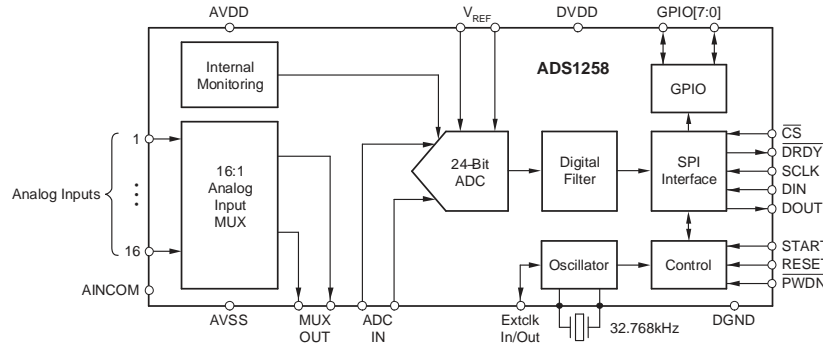 AVDD
VREF
DVDD
GPIO[7:0]
Internal
Monitoring
ADS1258
GPIO
1
16
Analog Inputs
16:1
Analog
Input
MUX
24-Bit
ADC
Digital
Filter
SPI
Interface
CS
DRDY
SCLK
DIN
DOUT
Oscillator
Control
START
RESET
PWDN
AINCOM
AVSS
MUX
OUT
ADC
IN
Extclk
In/Out
32.768kHz
DGND